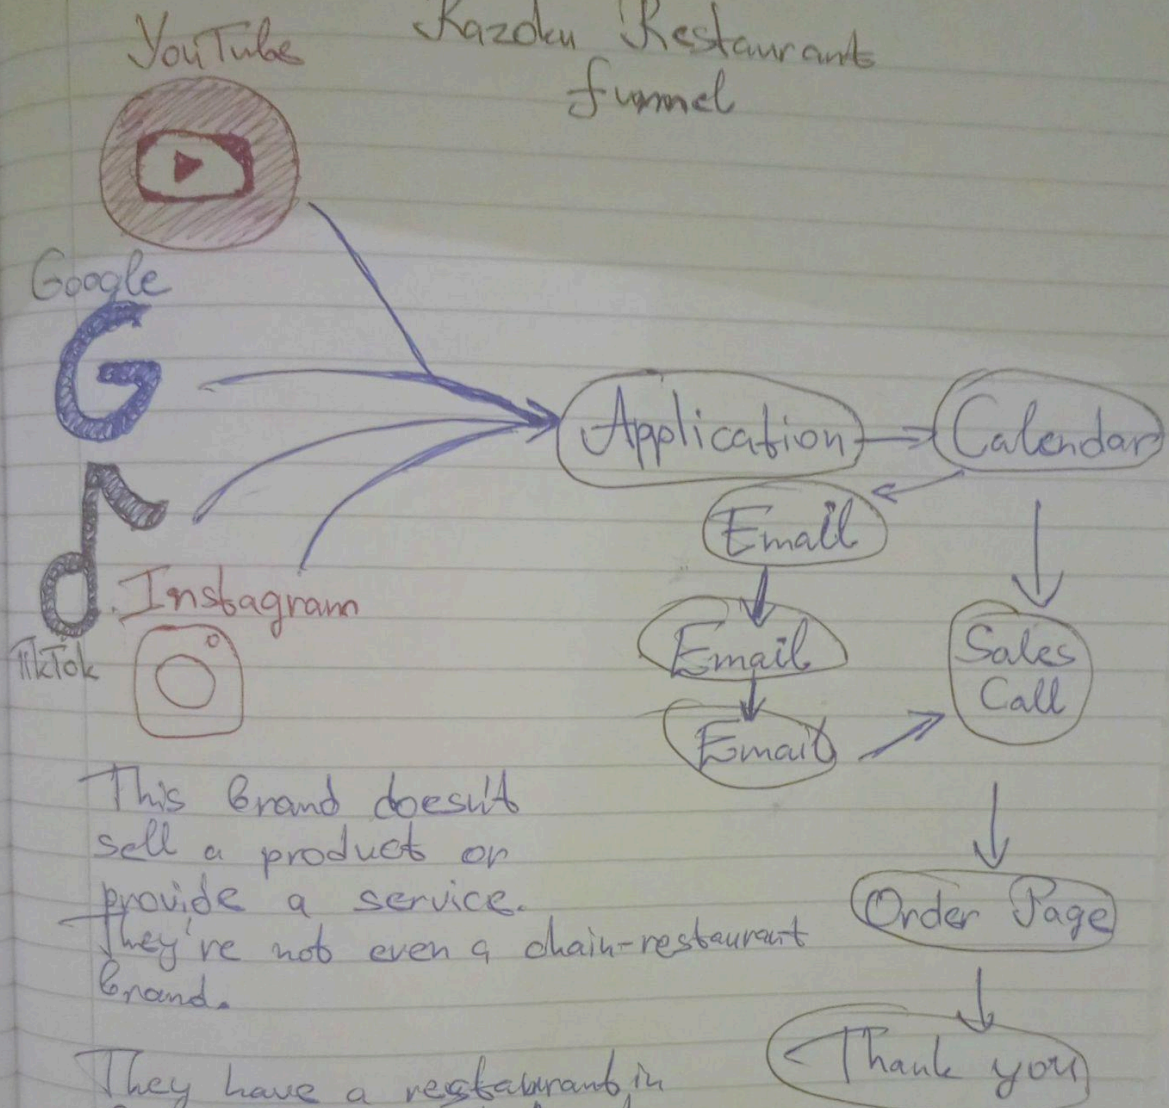 Kazoku Restaurant
funnel
YouTube
Google
TikTok
Instagram
Application
Calendar
Email
Email
Email
Sales
Call
Order Page
Thank you
This brand doesn't
sell a product or
provide a service.
They're not even a chain-restaurant
brand.
They have a restaurant in